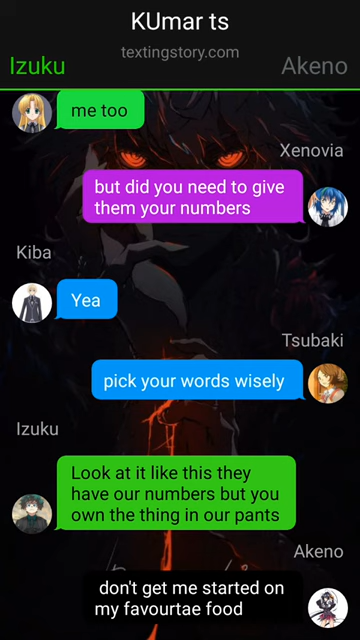 KUmar ts
textingstory.com
Izuku
Akeno
me too
Xenovia
but did you need to give
them your numbers
Kiba
Yea
Tsubaki
pick your words wisely
Izuku
Look at it like this they
have our numbers but you
own the thing in our pants
Akeno
don't get me started on
my favourtae food